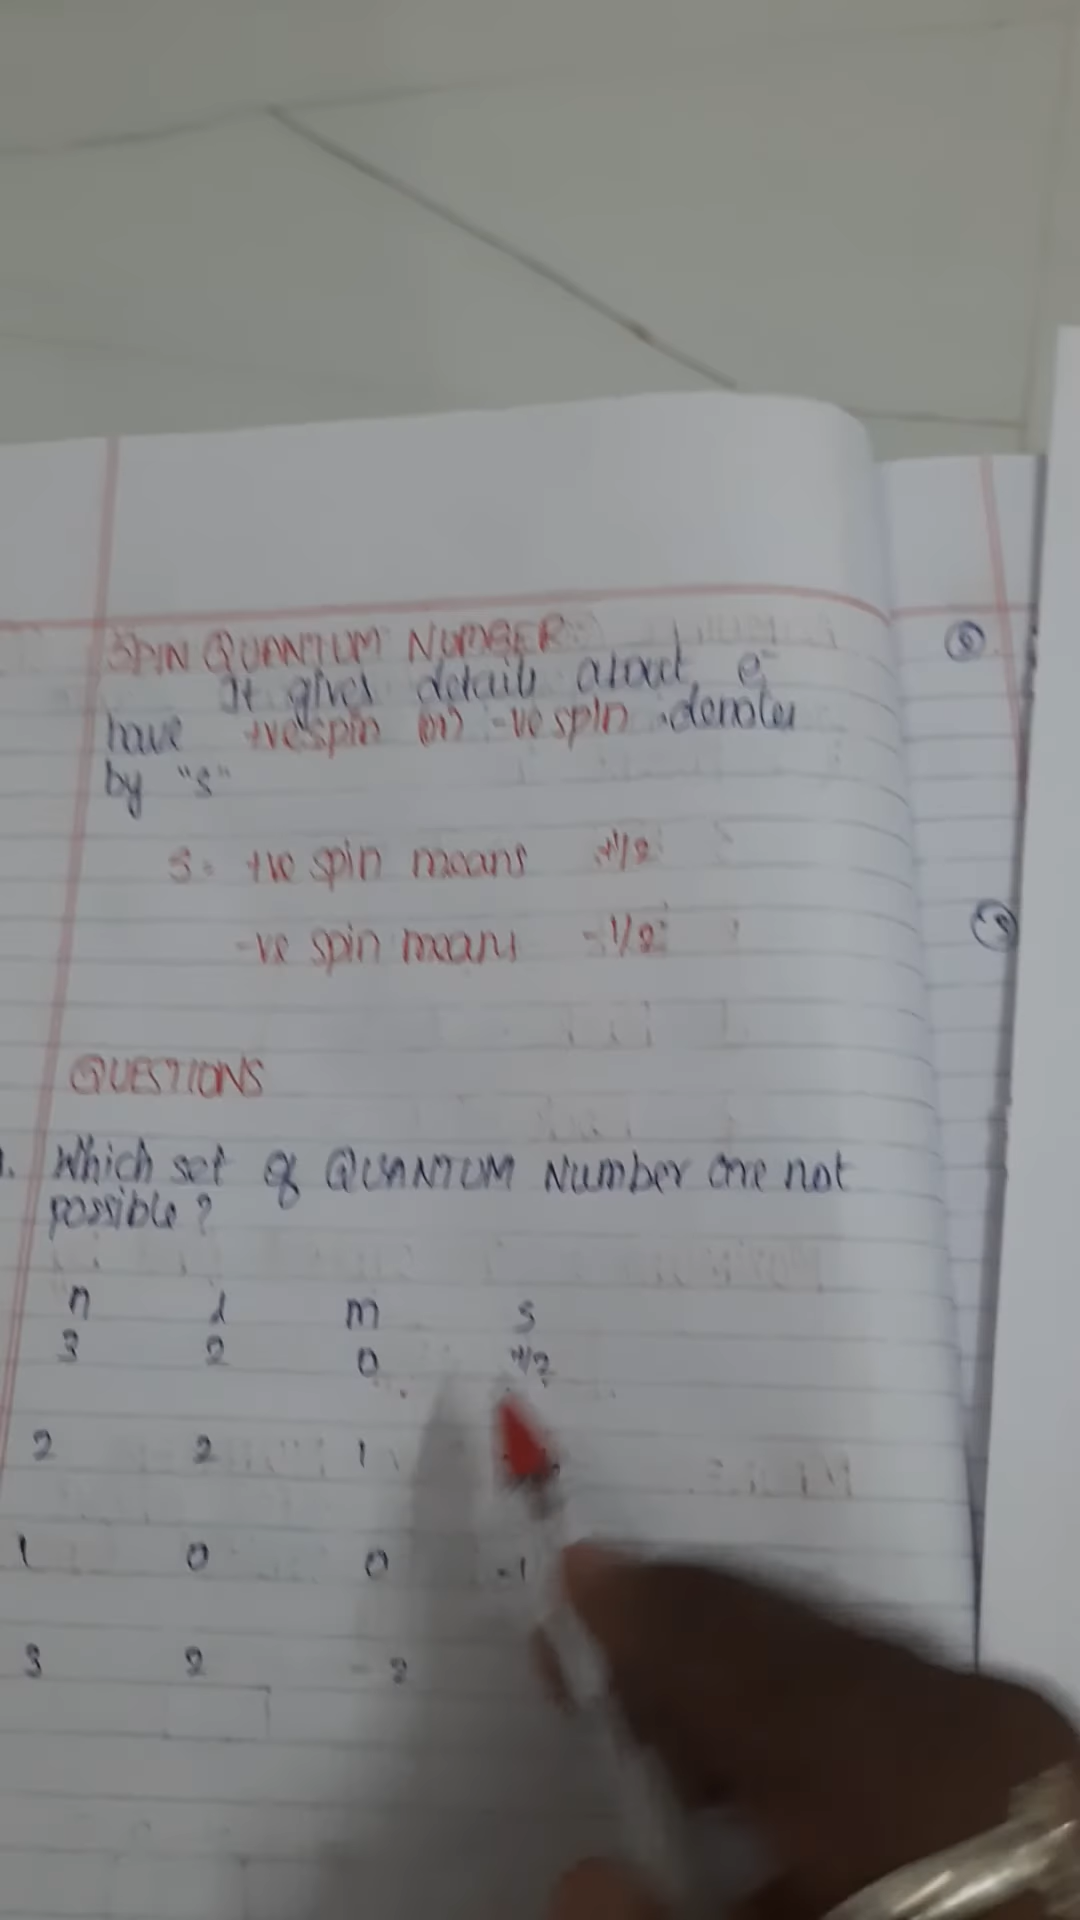 SPIN QUANTUM NUMBER:
It gives details about e-
have +ve spin (or) -ve spin. denotes
by "s"
s = +ve spin means +1/2
-ve spin means -1/2
QUESTIONS
1. Which set of QUANTUM Number are not
possible?
n l m s
3 2 0 +1/2
2 2 1
1 0 0 -1
3 2 -2